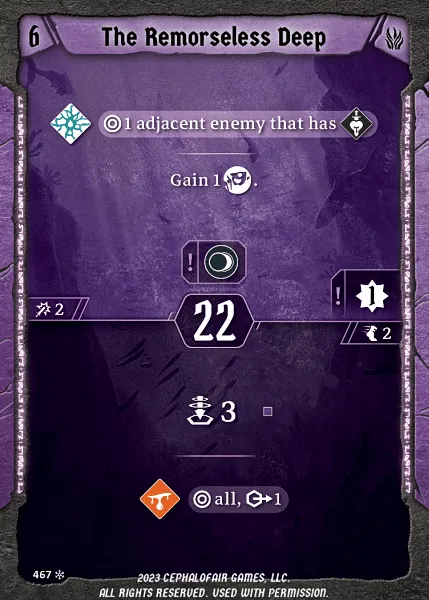 6
The Remorseless Deep
1 adjacent enemy that has
Gain 1 .
!
! 1
2
22
2
3
all, 1
467
2023 CEPHALOFAIR GAMES, LLC.
ALL RIGHTS RESERVED. USED WITH PERMISSION.